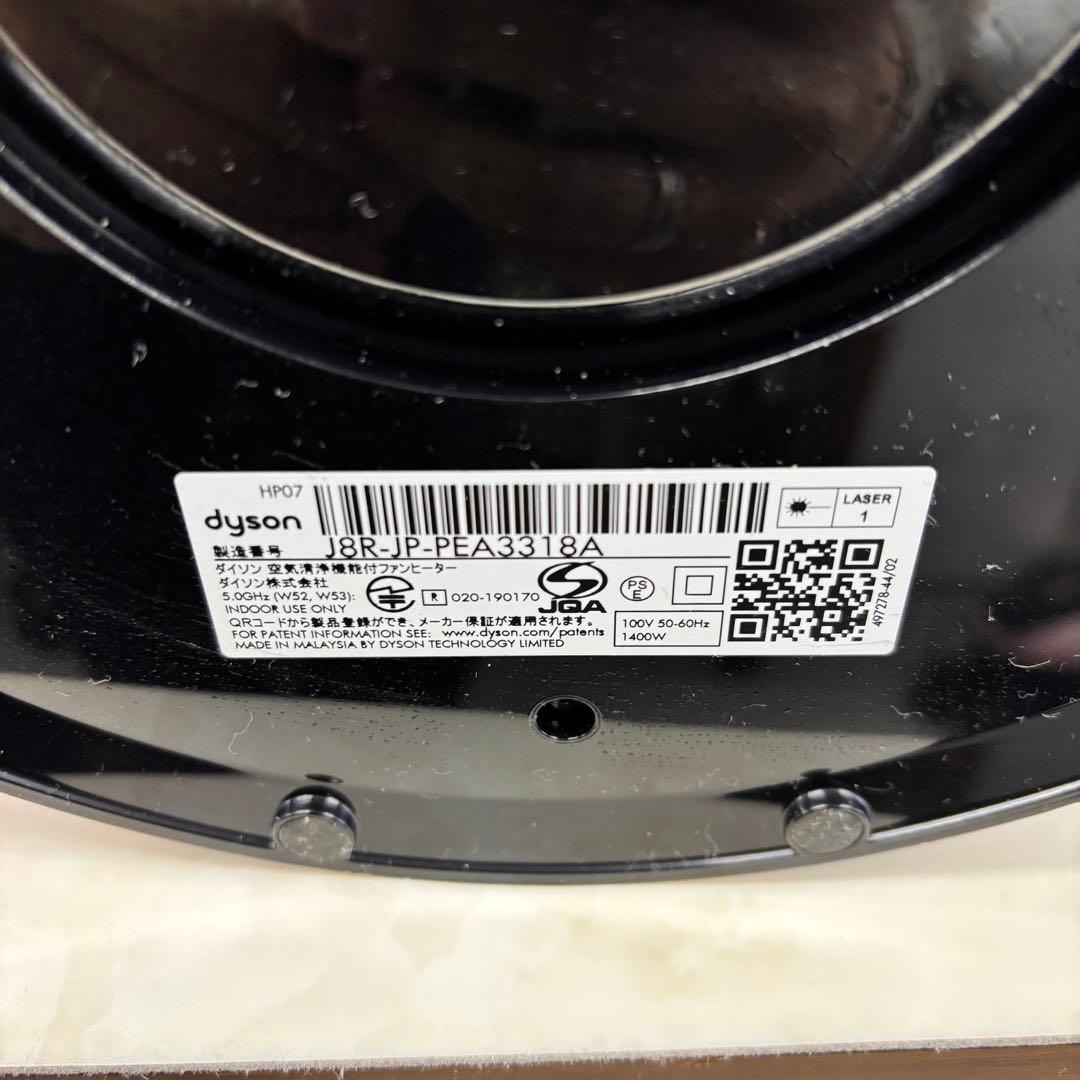 HP07
dyson
LASER
1
製造番号 J8R-JP-PEA3318A
ダイソン 空気清浄機能付ファンヒーター
ダイソン株式会社
5.0GHz (W52, W53):
INDOOR USE ONLY
R 020-190170
JQA
PS
E
QRコードから製品登録ができ、メーカー保証が適用されます。
FOR PATENT INFORMATION SEE: www.dyson.com/patents
MADE IN MALAYSIA BY DYSON TECHNOLOGY LIMITED
100V 50-60Hz
1400W
497278-44/02